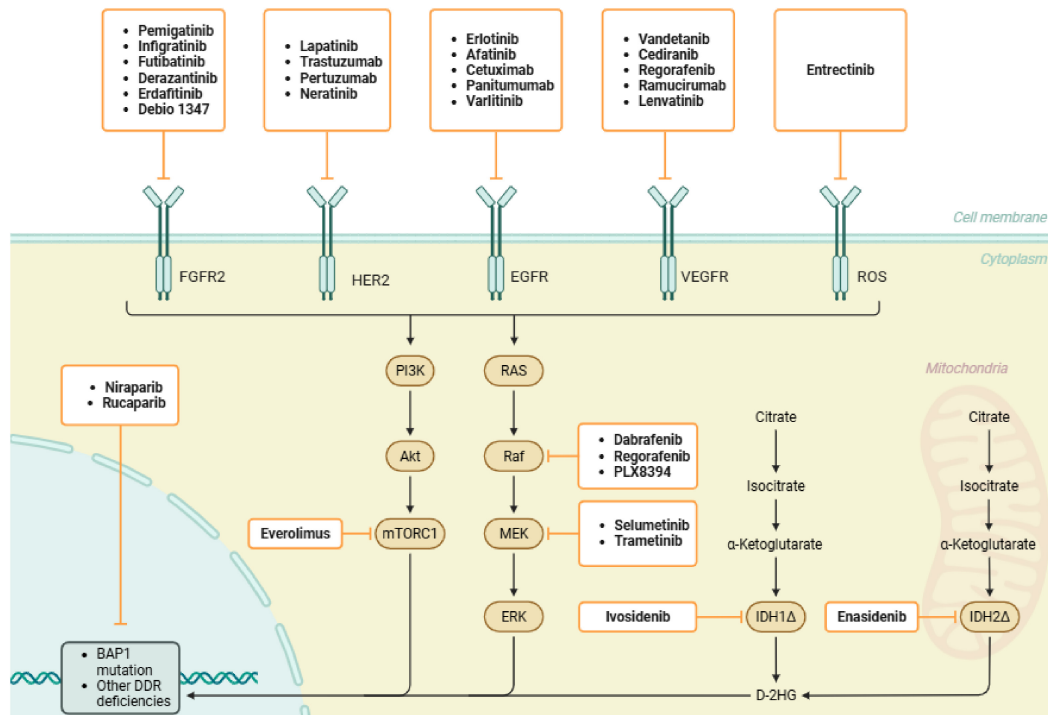 Pemigatinib
Infigratinib
Futibatinib
Derazantinib
Erdafitinib
Debio 1347
Lapatinib
Trastuzumab
Pertuzumab
Neratinib
Erlotinib
Afatinib
Cetuximab
Panitumumab
Varlitinib
Vandetanib
Cediranib
Regorafenib
Ramucirumab
Lenvatinib
Entrectinib
Cell membrane
Cytoplasm
FGFR2
HER2
EGFR
VEGFR
ROS
PI3K
RAS
Mitochondria
Niraparib
Rucaparib
Citrate
Citrate
Akt
Raf
Dabrafenib
Regorafenib
PLX8394
Isocitrate
Isocitrate
Everolimus
mTORC1
MEK
Selumetinib
Trametinib
α-Ketoglutarate
α-Ketoglutarate
ERK
Ivosidenib
IDH1Δ
Enasidenib
IDH2Δ
BAP1
mutation
Other DDR
deficiencies
D-2HG